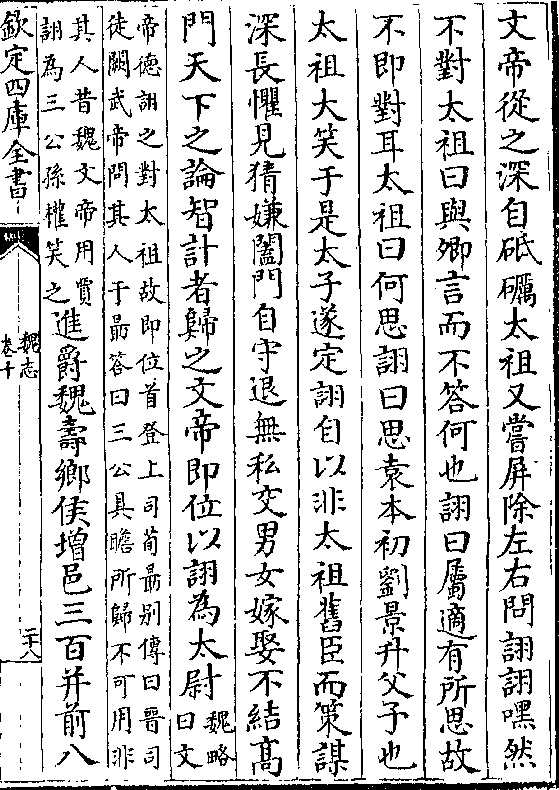 文帝從之深自砥礪太祖又嘗屏除左右問詡詡嘿然
不對太祖曰與卿言而不答何也詡曰屬適有所思故
不即對耳太祖曰何思詡曰思袁本初劉景升父子也
太祖大笑于是太子遂定詡自以非太祖舊臣而策謀
深長懼見猜嫌闔門自守退無私交男女嫁娶不結髙
門天下之論智計者歸之文帝即位以詡為太尉
魏略
曰文
帝德詡之對太祖故即位首登上司荀朂别傳曰晉司
徒闕武帝問其人于朂答曰三公具瞻所歸不可用非
其人昔魏文帝用賈
詡為三公孫權笑之
進爵魏壽鄉侯增邑三百并前八
欽定四庫全書
魏志
卷十
二十八